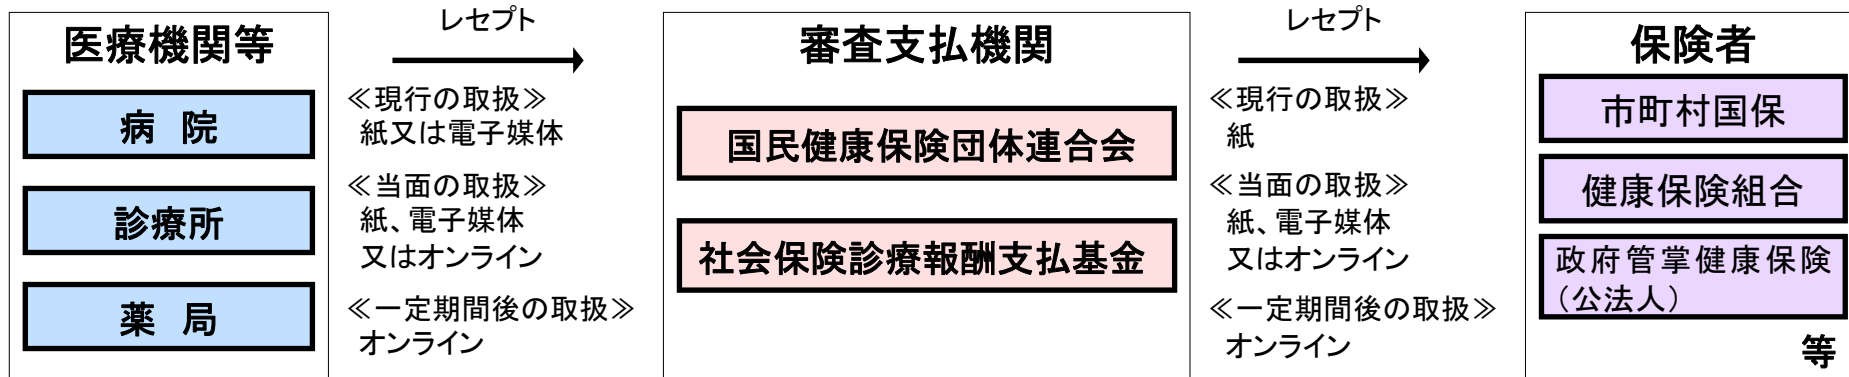 医療機関等
病 院
診療所
薬 局
レセプト
≪現行の取扱≫
紙又は電子媒体
≪当面の取扱≫
紙、電子媒体
又はオンライン
≪一定期間後の取扱≫
オンライン
審査支払機関
国民健康保険団体連合会
社会保険診療報酬支払基金
レセプト
≪現行の取扱≫
紙
≪当面の取扱≫
紙、電子媒体
又はオンライン
≪一定期間後の取扱≫
オンライン
保険者
市町村国保
健康保険組合
政府管掌健康保険
（公法人）
等